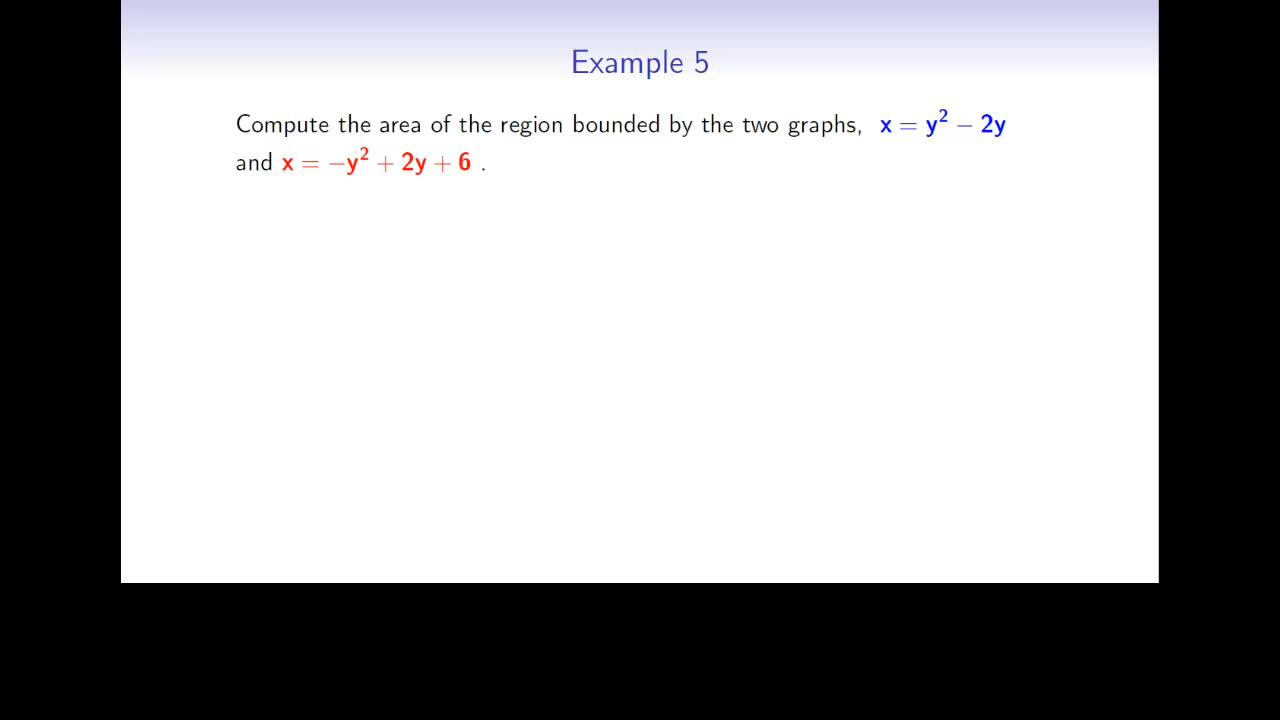 Example 5
Compute the area of the region bounded by the two graphs, x = y² − 2y
and x = −y² + 2y + 6 .